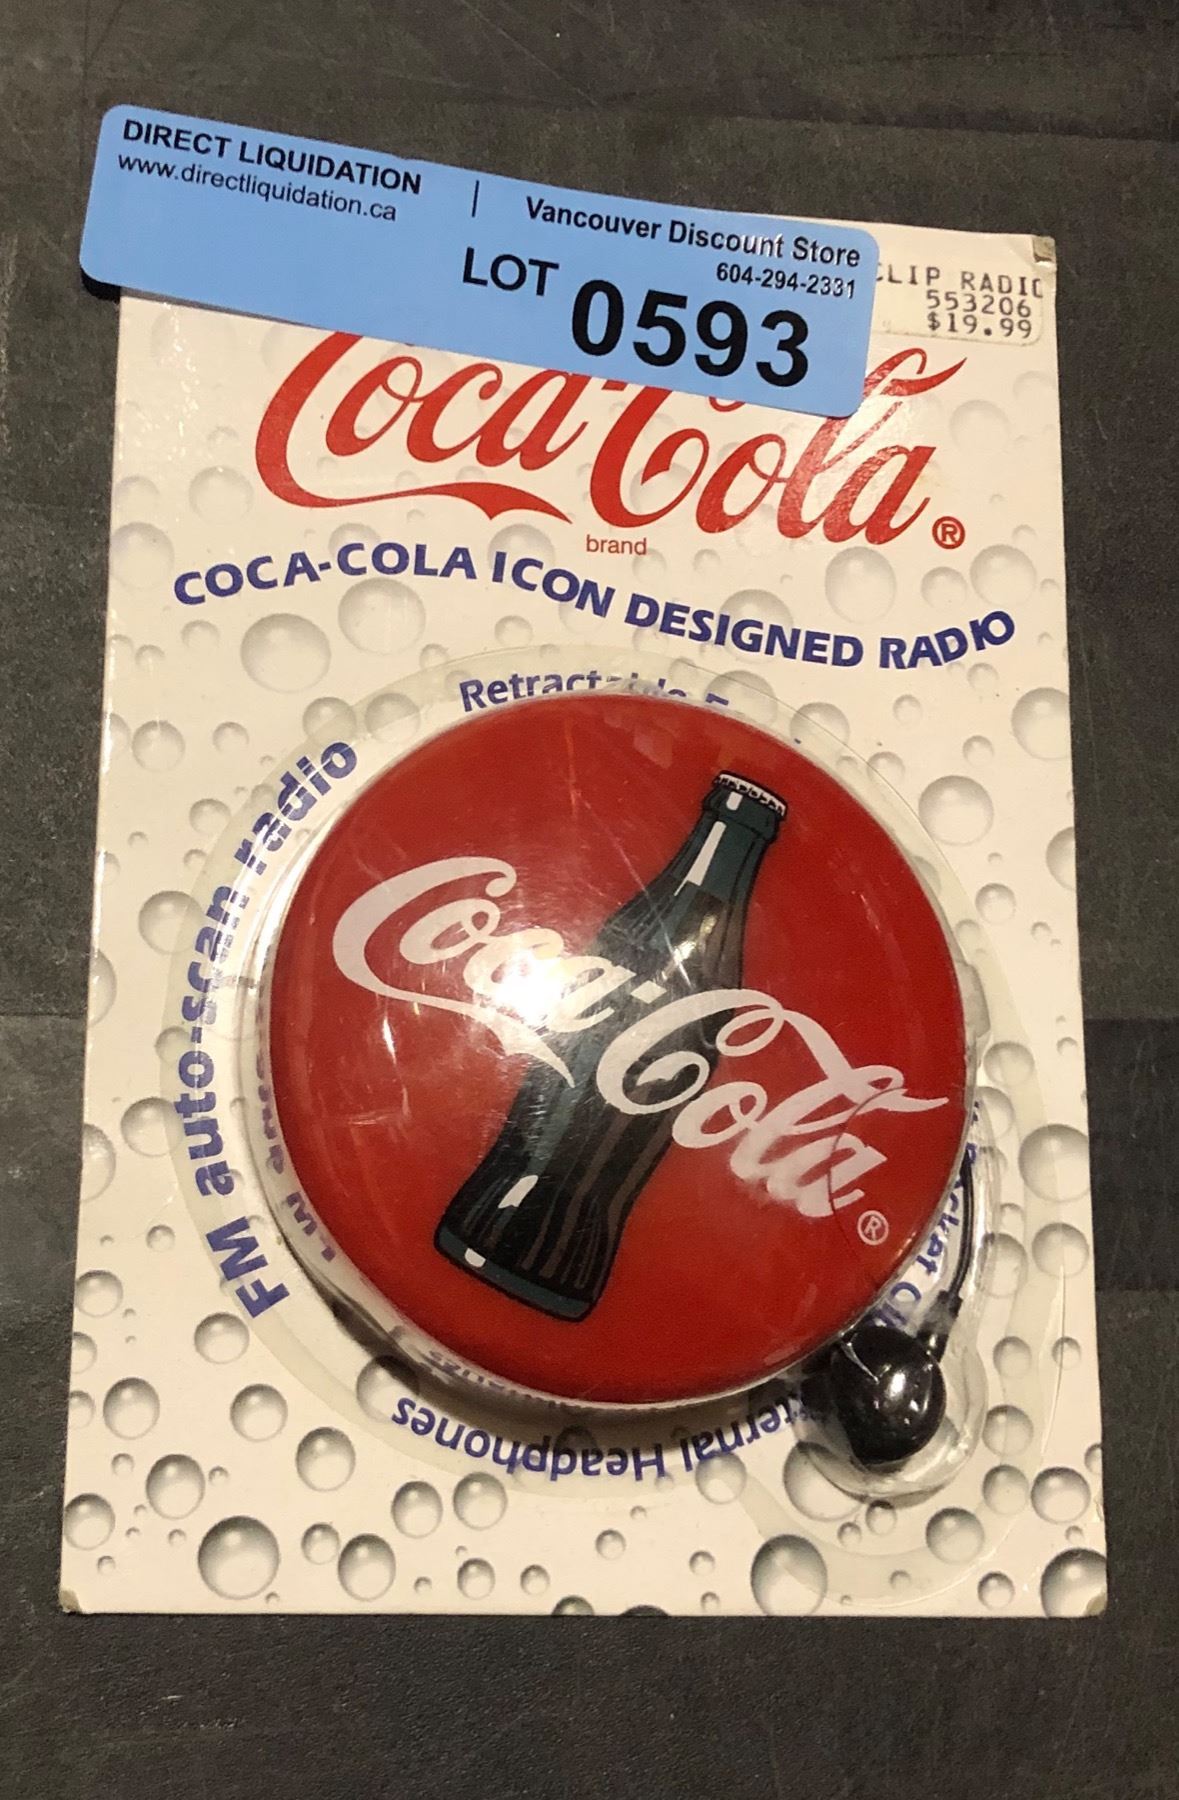 DIRECT LIQUIDATION | Vancouver Discount Store
www.directliquidation.ca
604-294-2331
LOT 0593
CLIP RADIO
553206
$19.99
Coca-Cola®
brand
COCA-COLA ICON DESIGNED RADIO
FM auto-scan radio
Coca-Cola®
Headphones